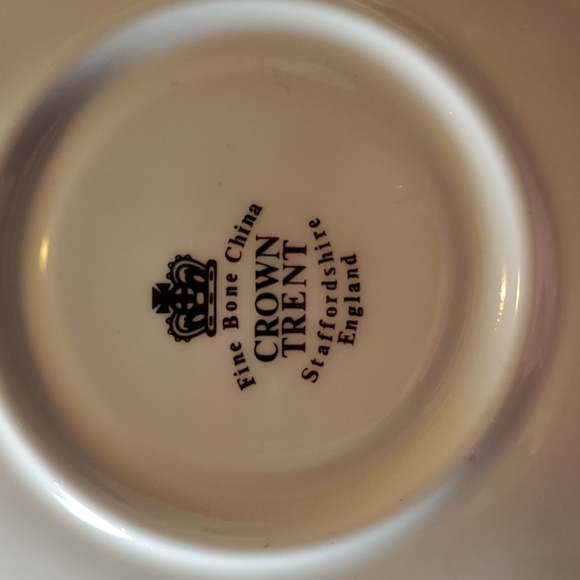 Fine Bone China
CROWN
TRENT
Staffordshire
England